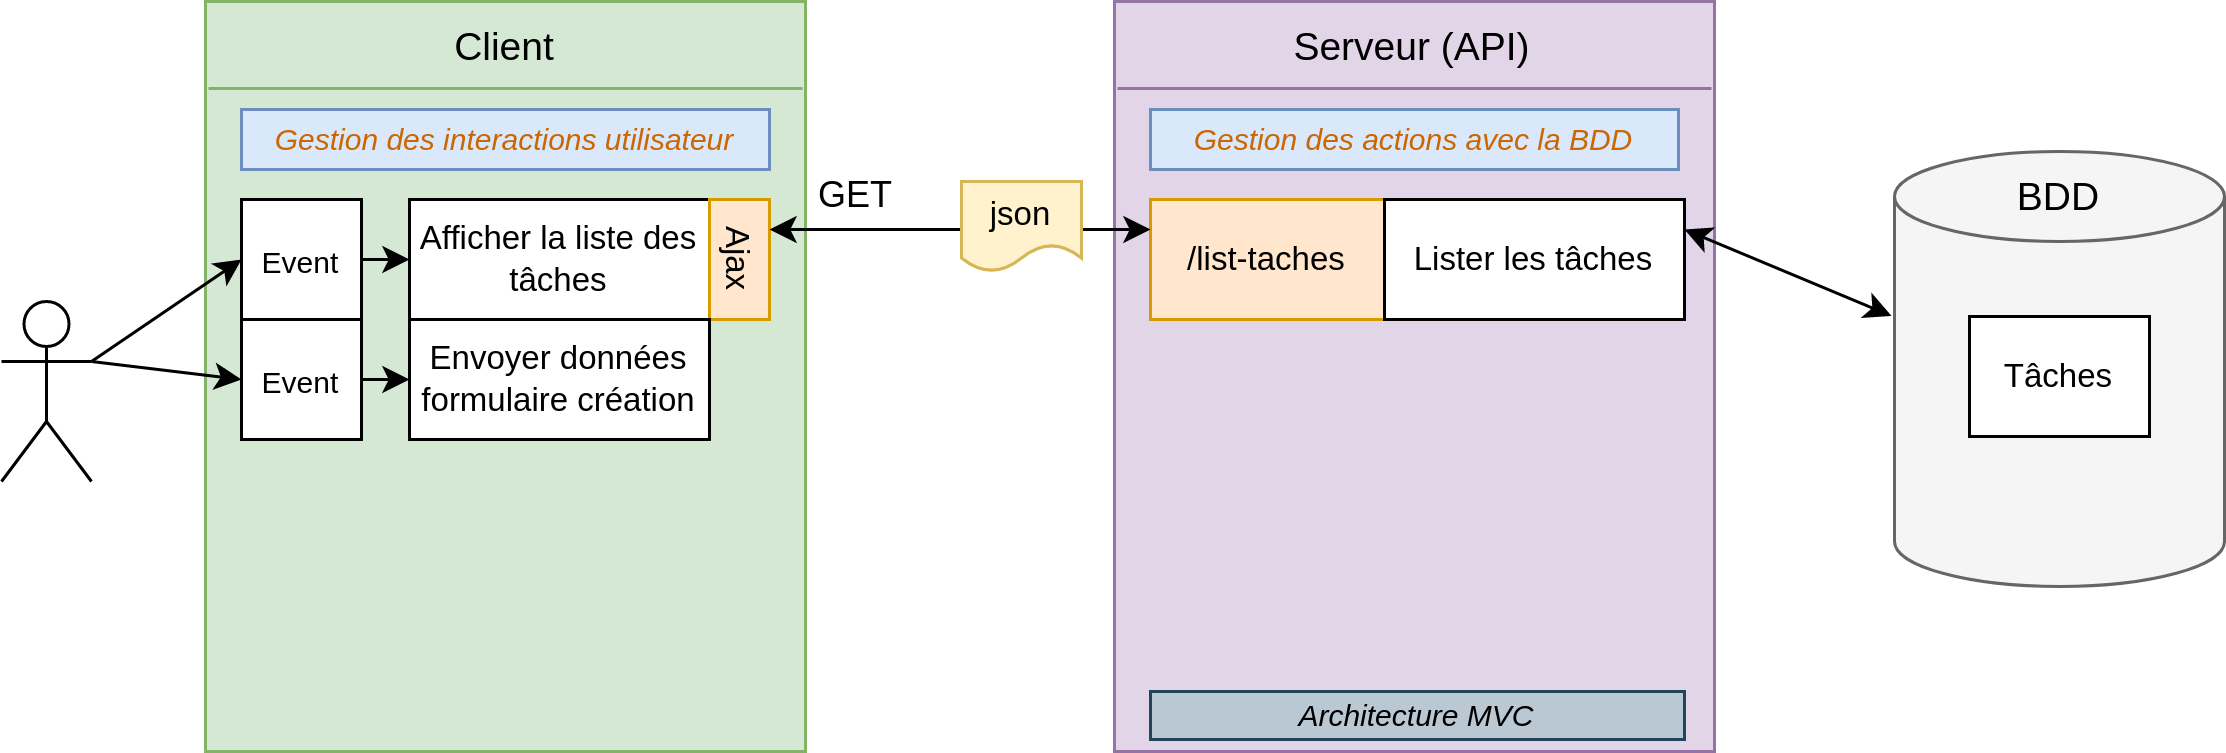 Client
Gestion des interactions utilisateur
Event
Afficher la liste des
tâches
Ajax
Event
Envoyer données
formulaire création
GET
json
Serveur (API)
Gestion des actions avec la BDD
/list-taches
Lister les tâches
Architecture MVC
BDD
Tâches